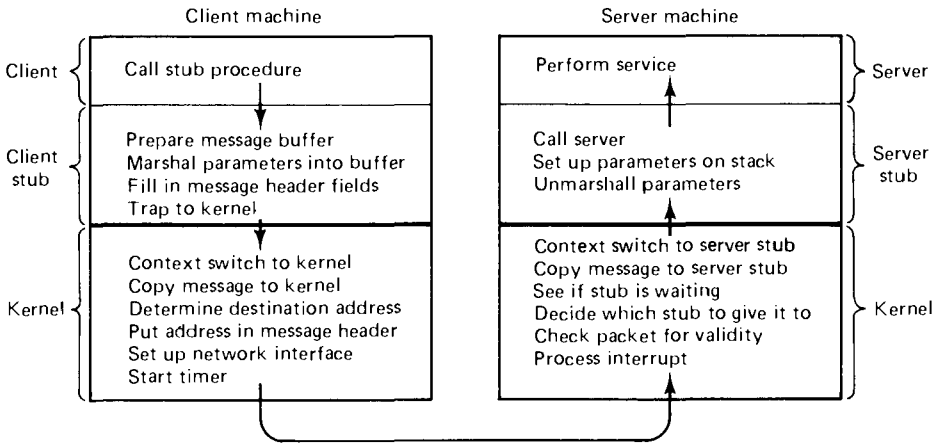 Client machine
Server machine
Client
Call stub procedure
Client
stub
Prepare message buffer
Marshal parameters into buffer
Fill in message header fields
Trap to kernel
Kernel
Context switch to kernel
Copy message to kernel
Determine destination address
Put address in message header
Set up network interface
Start timer
Perform service
Server
Call server
Set up parameters on stack
Unmarshall parameters
Server
stub
Context switch to server stub
Copy message to server stub
See if stub is waiting
Decide which stub to give it to
Check packet for validity
Process interrupt
Kernel